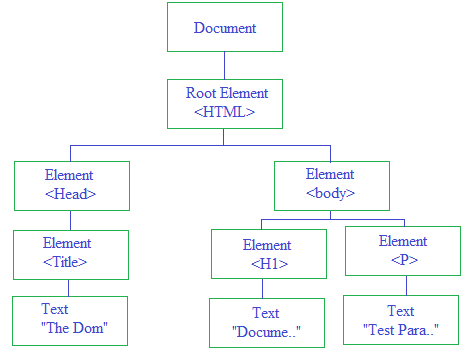 Document
Root Element
<HTML>
Element
<Head>
Element
<body>
Element
<Title>
Element
<H1>
Element
<P>
Text
"The Dom"
Text
"Docume.."
Text
"Test Para.."